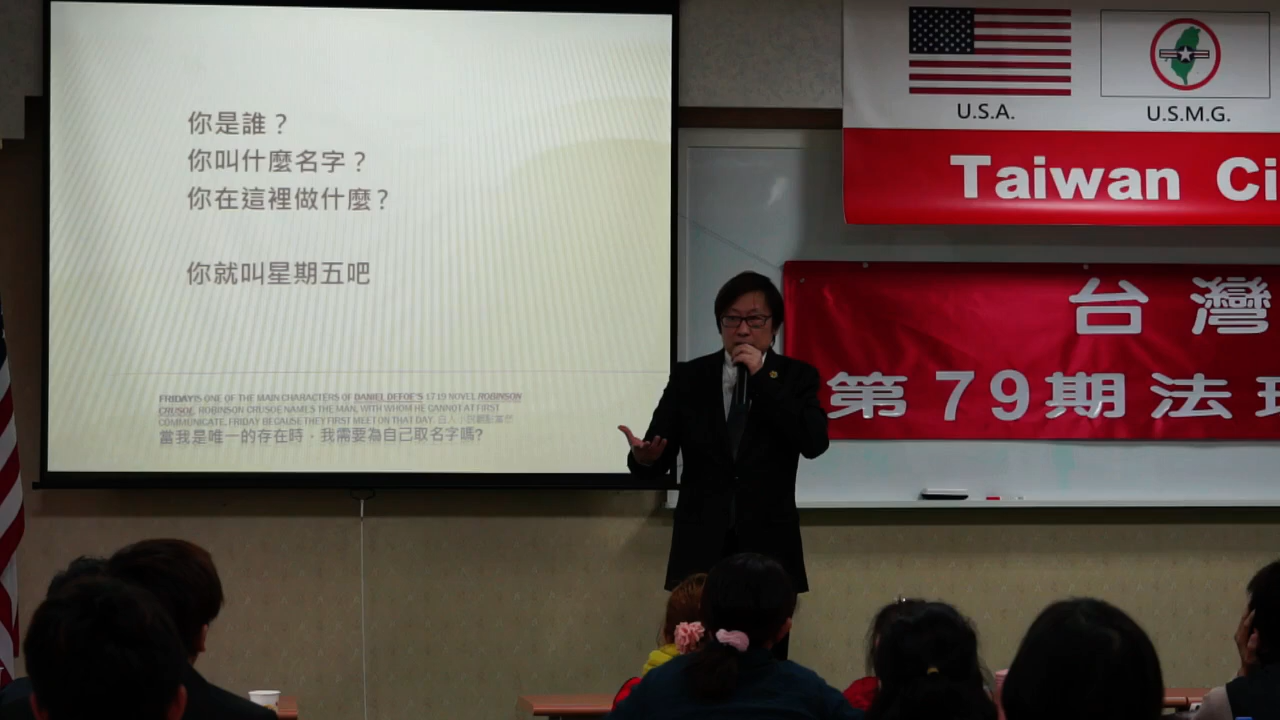 你是誰？
你叫什麼名字？
你在這裡做什麼？
你就叫星期五吧
FRIDAY IS ONE OF THE MAIN CHARACTERS OF DANIEL DEFOE'S 1719 NOVEL ROBINSON
CRUSOE. ROBINSON CRUSOE NAMES THE MAN, WITH WHOM HE CANNOT AT FIRST
COMMUNICATE, FRIDAY BECAUSE THEY FIRST MEET ON THAT DAY.
當我是唯一的存在時，我需要為自己取名字嗎?
U.S.A.
U.S.M.G.
Taiwan Ci
台灣
第79期法